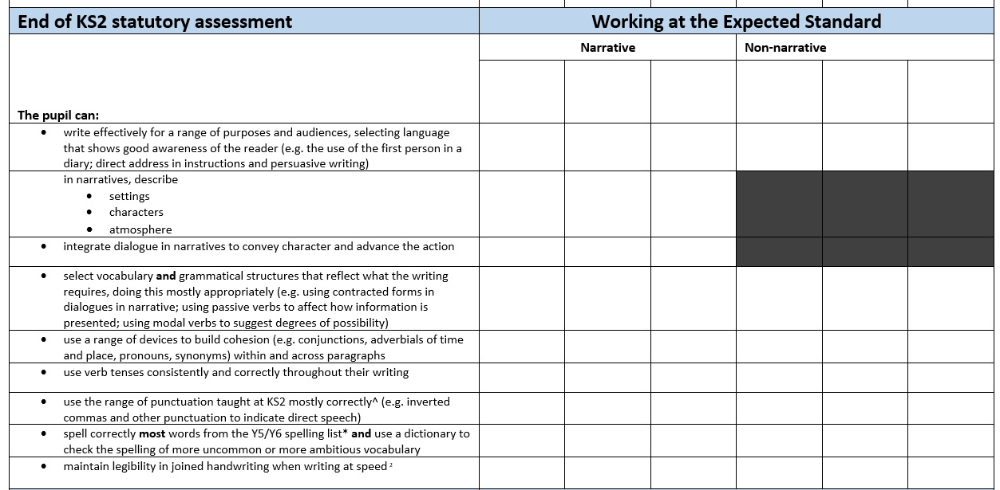 End of KS2 statutory assessment
Working at the Expected Standard
Narrative
Non-narrative
The pupil can:
• write effectively for a range of purposes and audiences, selecting language
that shows good awareness of the reader (e.g. the use of the first person in a
diary; direct address in instructions and persuasive writing)
in narratives, describe
• settings
• characters
• atmosphere
• integrate dialogue in narratives to convey character and advance the action
• select vocabulary and grammatical structures that reflect what the writing
requires, doing this mostly appropriately (e.g. using contracted forms in
dialogues in narrative; using passive verbs to affect how information is
presented; using modal verbs to suggest degrees of possibility)
• use a range of devices to build cohesion (e.g. conjunctions, adverbials of time
and place, pronouns, synonyms) within and across paragraphs
• use verb tenses consistently and correctly throughout their writing
• use the range of punctuation taught at KS2 mostly correctly^ (e.g. inverted
commas and other punctuation to indicate direct speech)
• spell correctly most words from the Y5/Y6 spelling list* and use a dictionary to
check the spelling of more uncommon or more ambitious vocabulary
• maintain legibility in joined handwriting when writing at speed ²